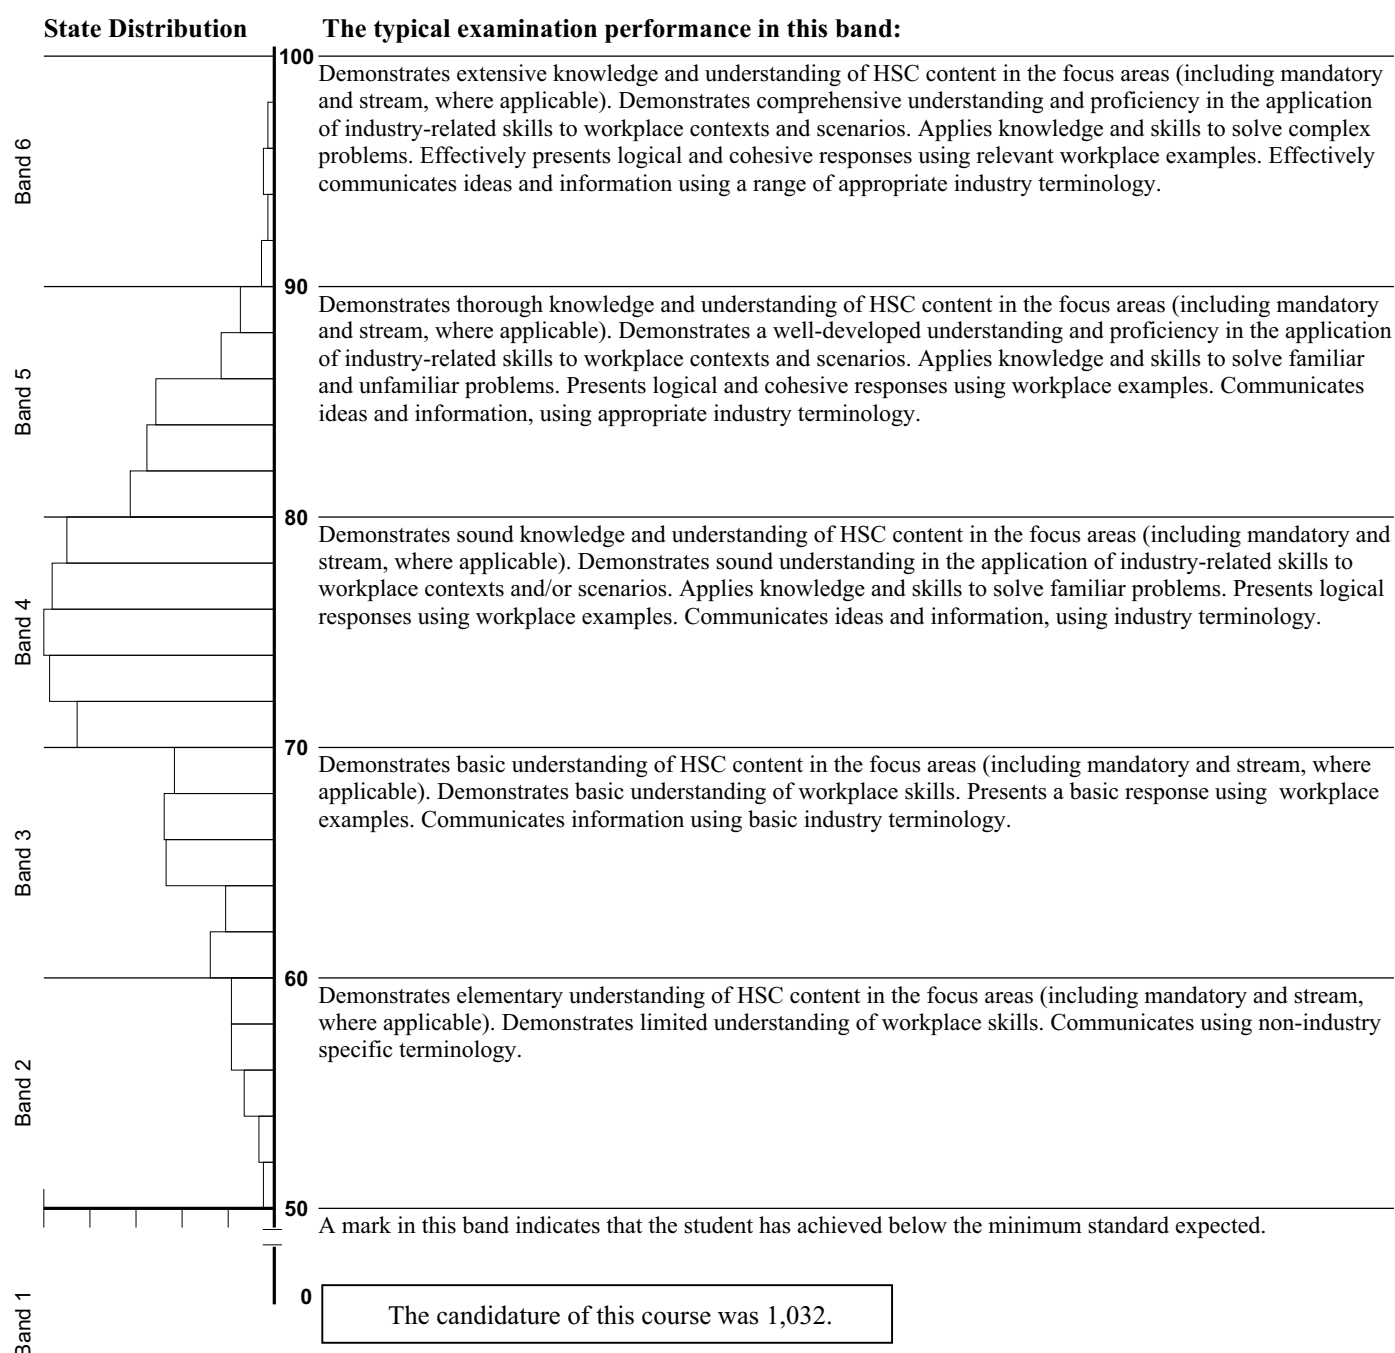 State Distribution
The typical examination performance in this band:
100
Demonstrates extensive knowledge and understanding of HSC content in the focus areas (including mandatory
and stream, where applicable). Demonstrates comprehensive understanding and proficiency in the application
of industry-related skills to workplace contexts and scenarios. Applies knowledge and skills to solve complex
problems. Effectively presents logical and cohesive responses using relevant workplace examples. Effectively
communicates ideas and information using a range of appropriate industry terminology.
Band 6
90
Demonstrates thorough knowledge and understanding of HSC content in the focus areas (including mandatory
and stream, where applicable). Demonstrates a well-developed understanding and proficiency in the application
of industry-related skills to workplace contexts and scenarios. Applies knowledge and skills to solve familiar
and unfamiliar problems. Presents logical and cohesive responses using workplace examples. Communicates
ideas and information, using appropriate industry terminology.
Band 5
80
Demonstrates sound knowledge and understanding of HSC content in the focus areas (including mandatory and
stream, where applicable). Demonstrates sound understanding in the application of industry-related skills to
workplace contexts and/or scenarios. Applies knowledge and skills to solve familiar problems. Presents logical
responses using workplace examples. Communicates ideas and information, using industry terminology.
Band 4
70
Demonstrates basic understanding of HSC content in the focus areas (including mandatory and stream, where
applicable). Demonstrates basic understanding of workplace skills. Presents a basic response using workplace
examples. Communicates information using basic industry terminology.
Band 3
60
Demonstrates elementary understanding of HSC content in the focus areas (including mandatory and stream,
where applicable). Demonstrates limited understanding of workplace skills. Communicates using non-industry
specific terminology.
Band 2
50
A mark in this band indicates that the student has achieved below the minimum standard expected.
0
Band 1
The candidature of this course was 1,032.